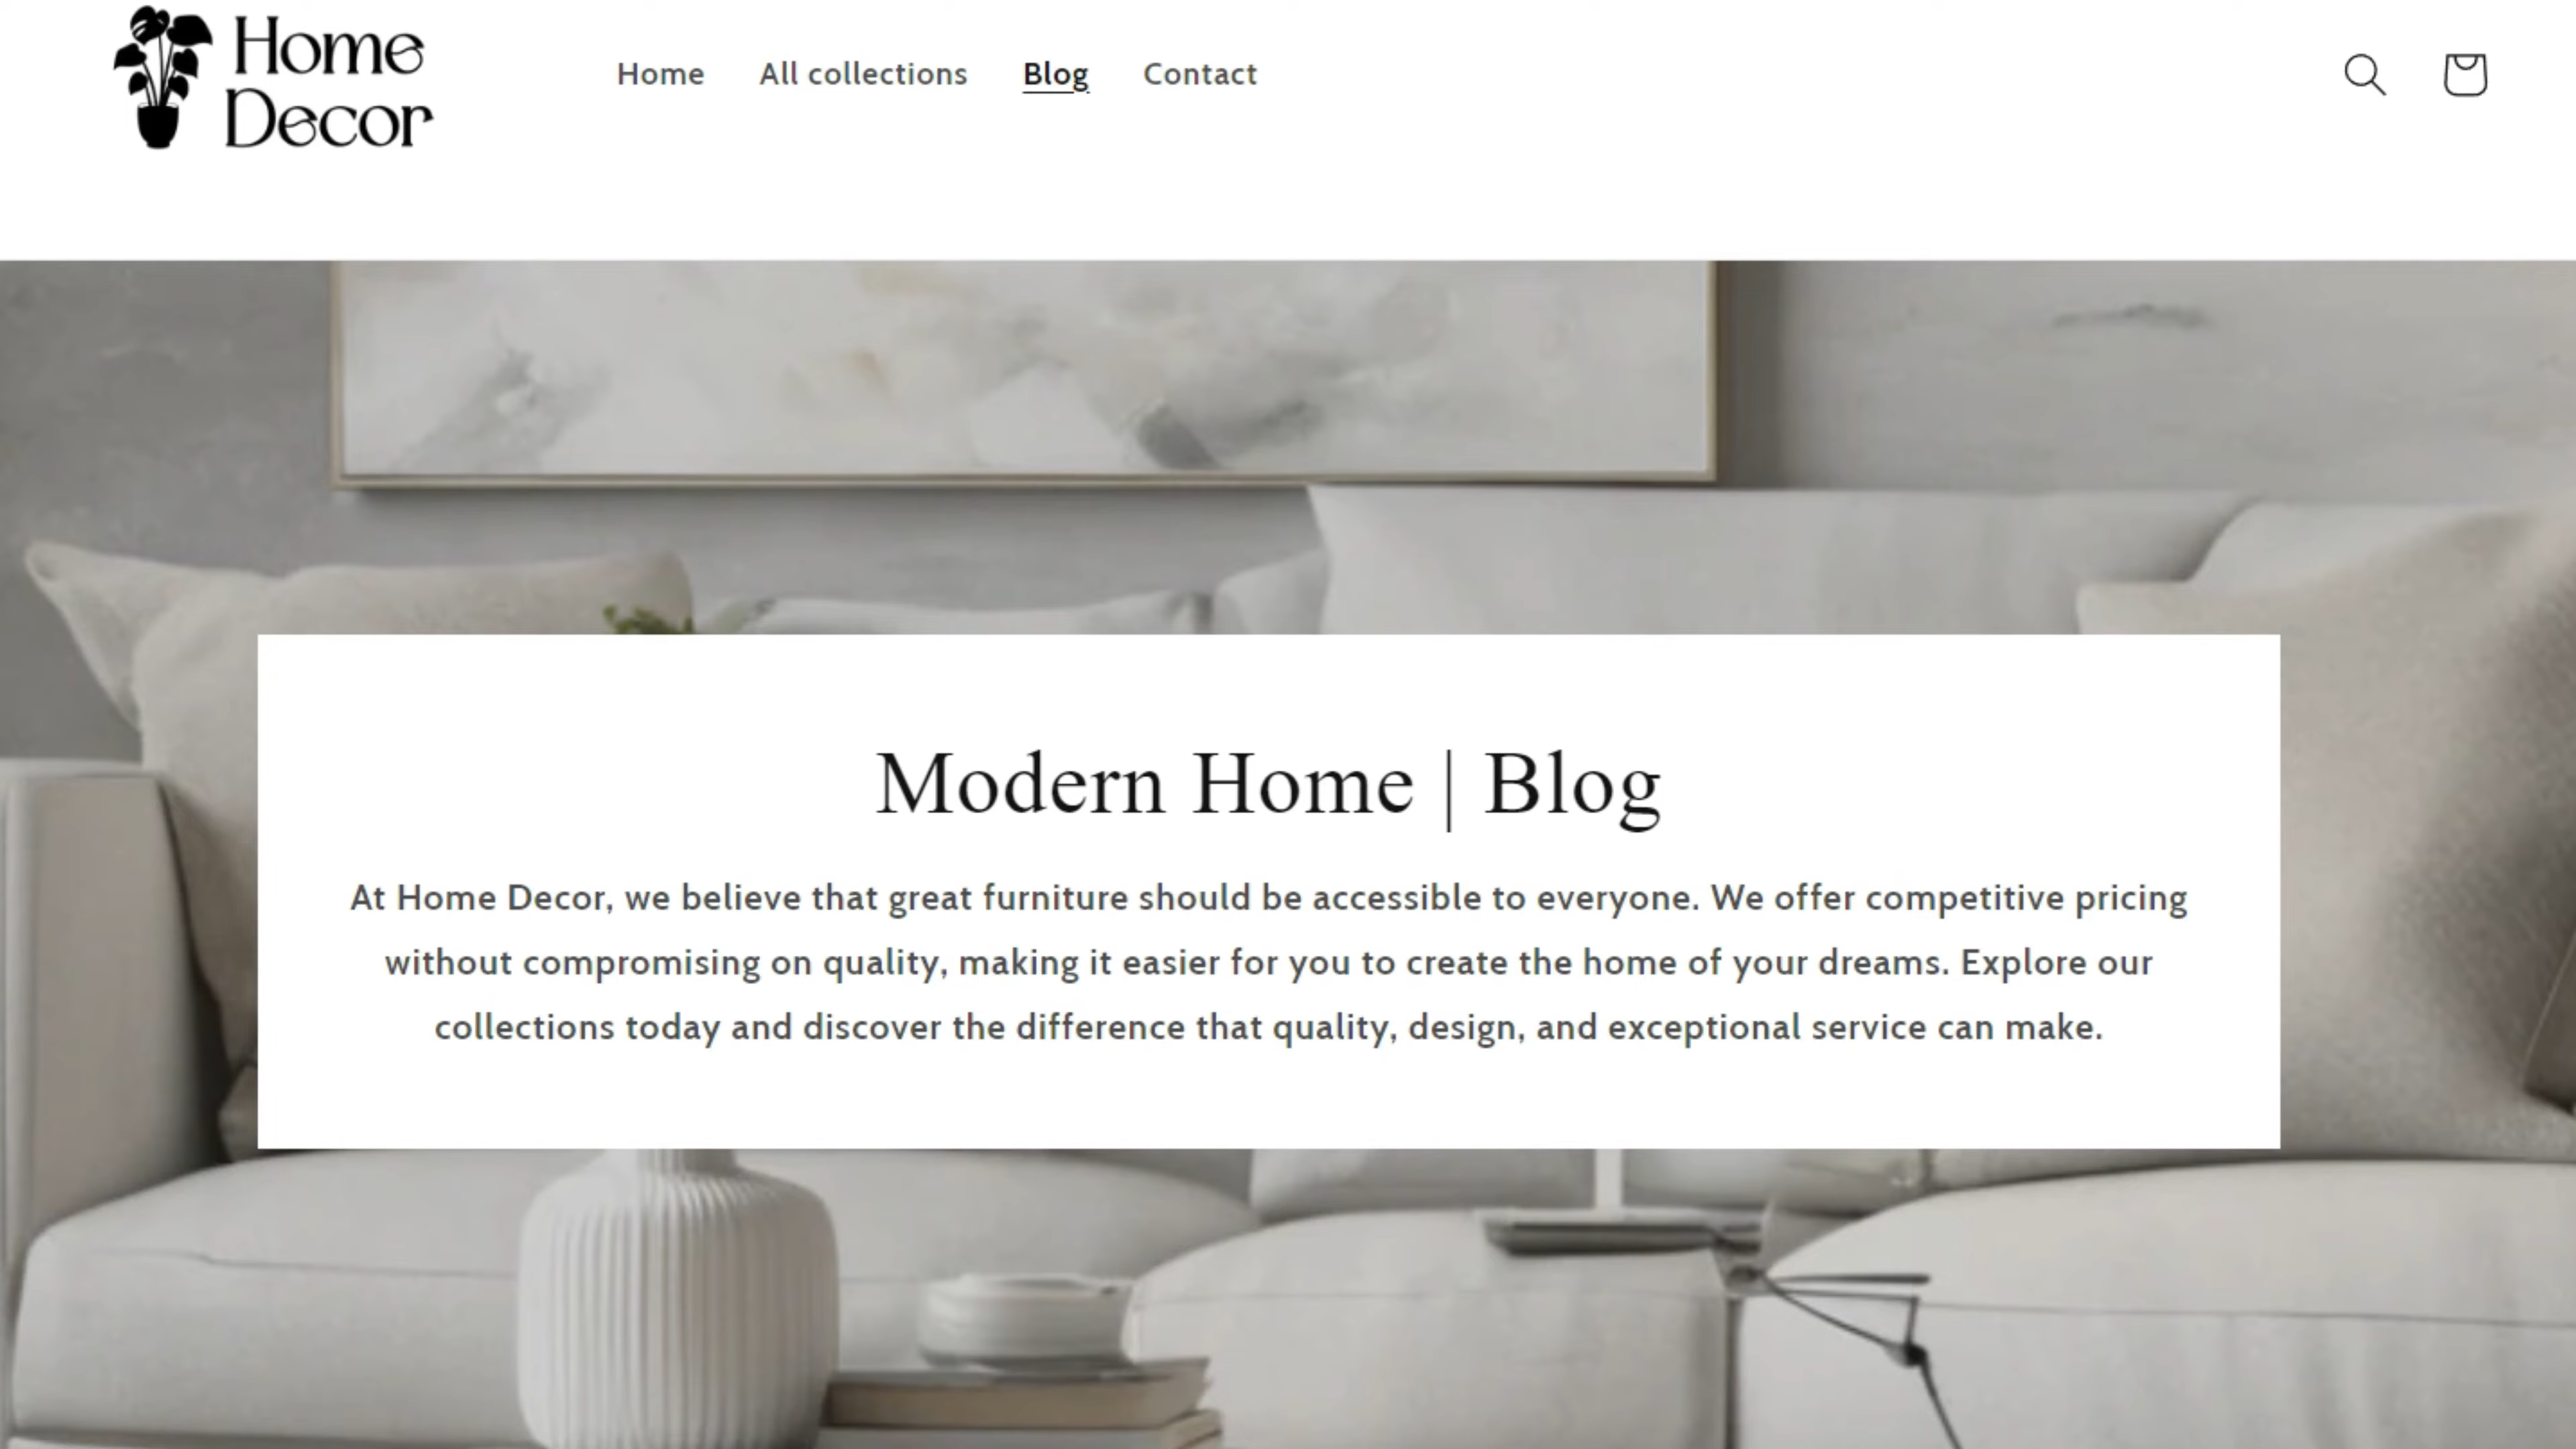 Home
Decor
Home All collections Blog Contact
Modern Home | Blog
At Home Decor, we believe that great furniture should be accessible to everyone. We offer competitive pricing
without compromising on quality, making it easier for you to create the home of your dreams. Explore our
collections today and discover the difference that quality, design, and exceptional service can make.